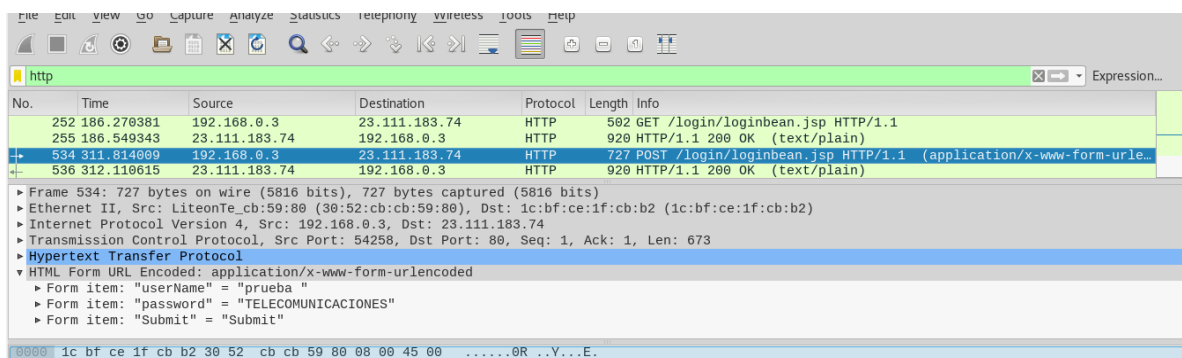 File Edit View Go Capture Analyze Statistics Telephony Wireless Tools Help
http Expression...
No. Time Source Destination Protocol Length Info
252 186.270381 192.168.0.3 23.111.183.74 HTTP 502 GET /login/loginbean.jsp HTTP/1.1
255 186.549343 23.111.183.74 192.168.0.3 HTTP 920 HTTP/1.1 200 OK (text/plain)
534 311.814009 192.168.0.3 23.111.183.74 HTTP 727 POST /login/loginbean.jsp HTTP/1.1 (application/x-www-form-urle...
536 312.110615 23.111.183.74 192.168.0.3 HTTP 920 HTTP/1.1 200 OK (text/plain)
Frame 534: 727 bytes on wire (5816 bits), 727 bytes captured (5816 bits)
Ethernet II, Src: LiteonTe_cb:59:80 (30:52:cb:cb:59:80), Dst: 1c:bf:ce:1f:cb:b2 (1c:bf:ce:1f:cb:b2)
Internet Protocol Version 4, Src: 192.168.0.3, Dst: 23.111.183.74
Transmission Control Protocol, Src Port: 54258, Dst Port: 80, Seq: 1, Ack: 1, Len: 673
Hypertext Transfer Protocol
HTML Form URL Encoded: application/x-www-form-urlencoded
Form item: "userName" = "prueba "
Form item: "password" = "TELECOMUNICACIONES"
Form item: "Submit" = "Submit"
0000 1c bf ce 1f cb b2 30 52 cb cb 59 80 08 00 45 00 ......0R ..Y...E.